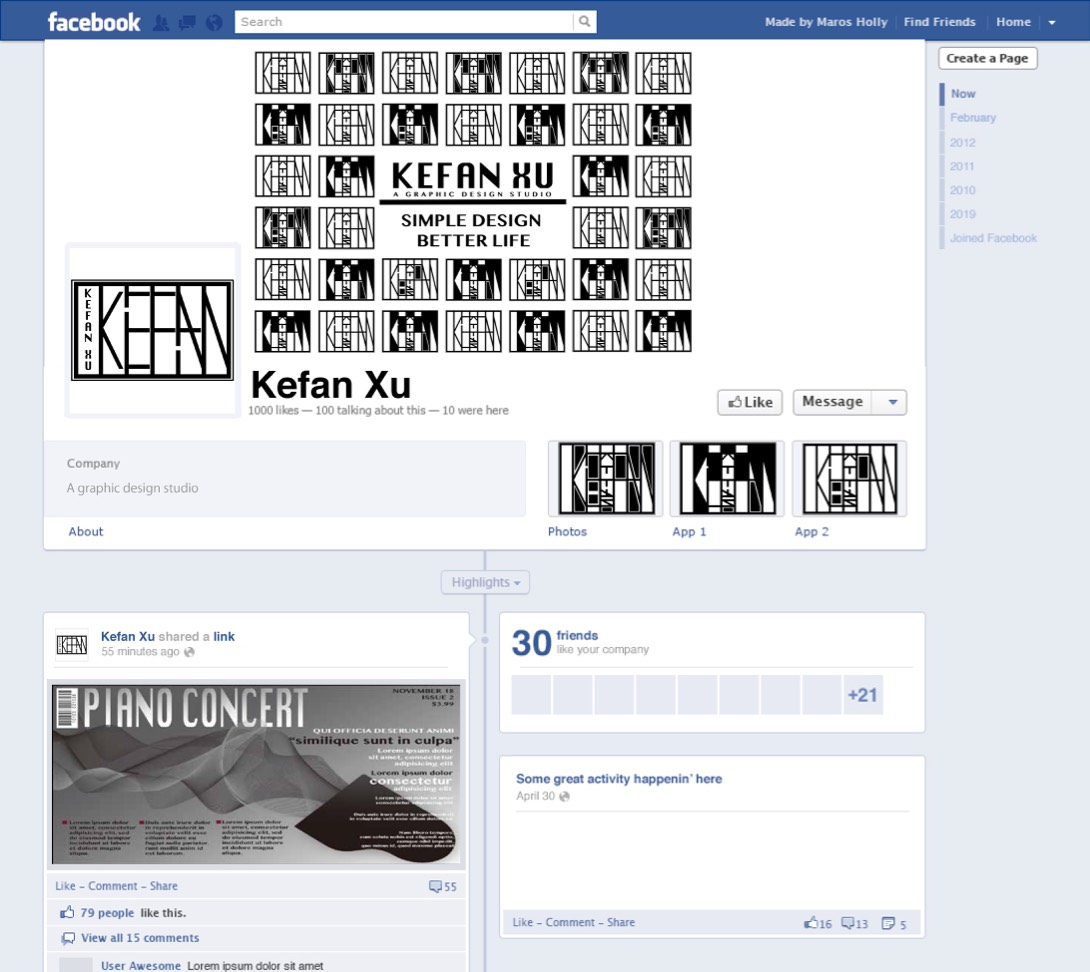 facebook
Search
Made by Maros Holly
Find Friends
Home
Create a Page
Now
February
2012
2011
2010
2019
Joined Facebook
KEFAN XU
A GRAPHIC DESIGN STUDIO
SIMPLE DESIGN
BETTER LIFE
KEFAN XU
KEFAN
Kefan Xu
1000 likes — 100 talking about this — 10 were here
Like
Message
Company
A graphic design studio
About
Photos
App 1
App 2
Highlights
Kefan Xu shared a link
55 minutes ago
PIANO CONCERT
NOVEMBER 18
ISSUE 2
$3.99
QUI OFFICIA DESERUNT ANIMI
"similique sunt in culpa"
Lorem ipsum dolor
sit amet, consectetur
adipisicing elit
Lorem ipsum dolor
consectetur
adipisicing elit
Like – Comment – Share
55
79 people like this.
View all 15 comments
User Awesome Lorem ipsum dolor sit amet
30 friends
like your company
+21
Some great activity happenin' here
April 30
Like – Comment – Share
16
13
5